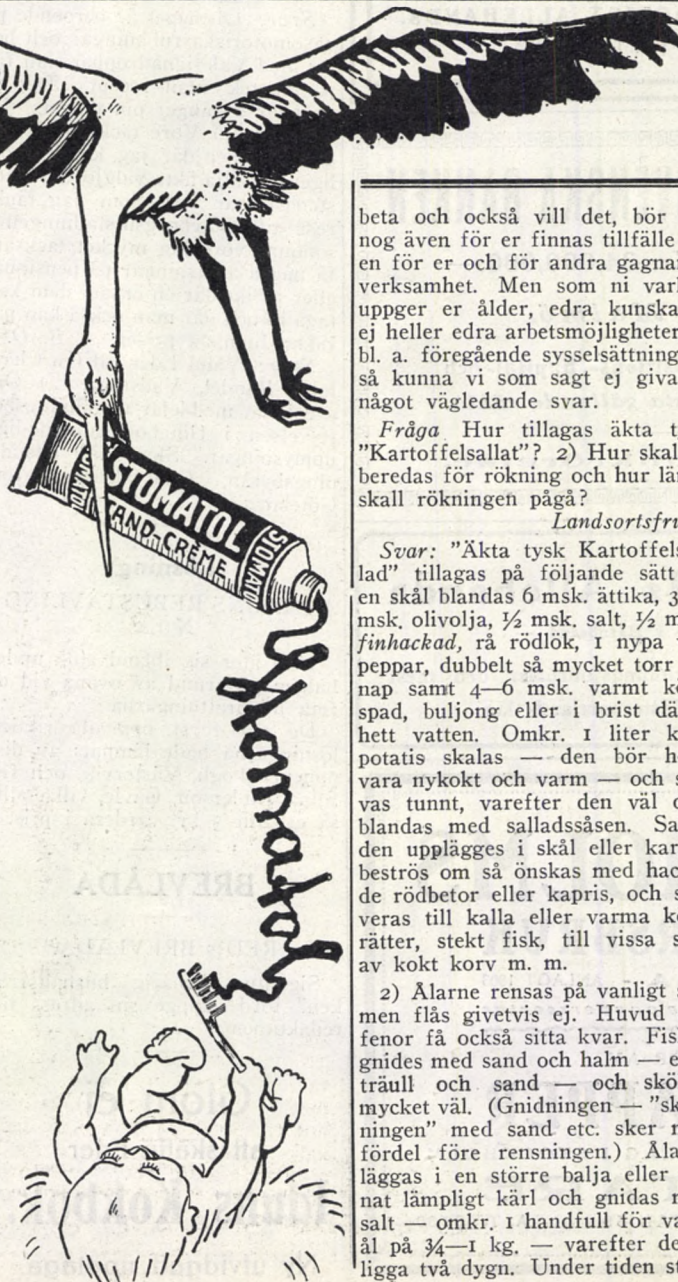 STOMATOL
TAND-CRÈME
STOMATOL
Stomatol
beta och också vill det, bör
nog även för er finnas tillfälle
en för er och för andra gagna
verksamhet. Men som ni var
uppger er ålder, edra kunska
ej heller edra arbetsmöjligheter
bl. a. föregående sysselsättning
så kunna vi som sagt ej giva
något vägledande svar.
Fråga Hur tillagas äkta t
"Kartoffelsallat"? 2) Hur skal
beredas för rökning och hur lä
skall rökningen pågå?
Landsortsfru
Svar: "Äkta tysk Kartoffels
lad" tillagas på följande sätt
en skål blandas 6 msk. ättika, 3
msk. olivolja, ½ msk. salt, ½ m
finhackad, rå rödlök, 1 nypa
peppar, dubbelt så mycket torr
nap samt 4—6 msk. varmt kö
spad, buljong eller i brist dä
hett vatten. Omkr. 1 liter k
potatis skalas — den bör h
vara nykokt och varm — och s
vas tunnt, varefter den väl o
blandas med salladssåsen. Sa
den upplägges i skål eller kar
beströs om så önskas med hac
de rödbetor eller kapris, och s
veras till kalla eller varma kö
rätter, stekt fisk, till vissa s
av kokt korv m. m.
2) Ålarne rensas på vanligt s
men flås givetvis ej. Huvud
fenor få också sitta kvar. Fis
gnides med sand och halm — e
träull och sand — och skö
mycket väl. (Gnidningen — "sk
ningen" med sand etc. sker m
fördel före rensningen.) Åla
läggas i en större balja eller
nat lämpligt kärl och gnidas m
salt — omkr. 1 handfull för va
ål på ¾—1 kg. — varefter de
ligga två dygn. Under tiden st